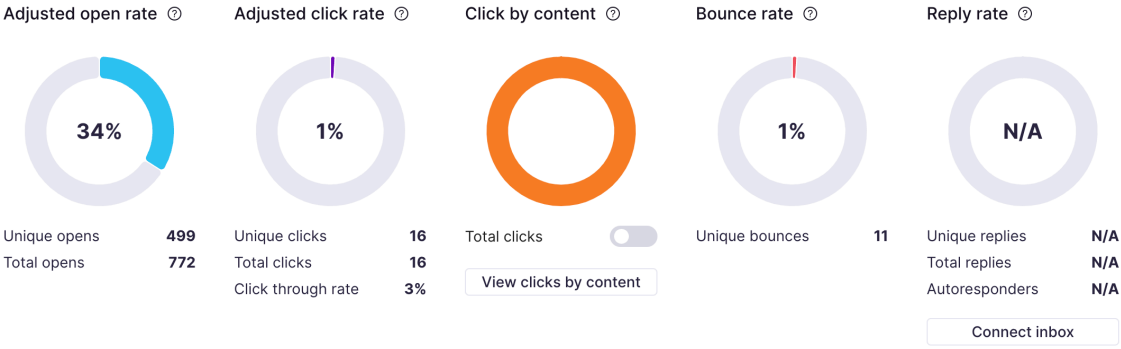 Adjusted open rate ?
34%
Unique opens 499
Total opens 772
Adjusted click rate ?
1%
Unique clicks 16
Total clicks 16
Click through rate 3%
Click by content ?
Total clicks
View clicks by content
Bounce rate ?
1%
Unique bounces 11
Reply rate ?
N/A
Unique replies N/A
Total replies N/A
Autoresponders N/A
Connect inbox